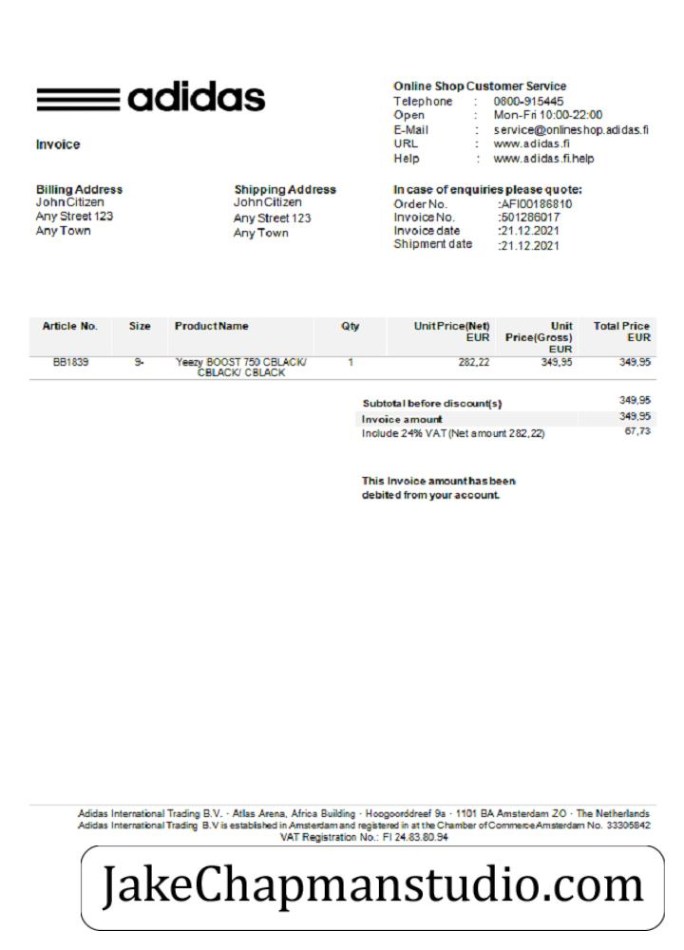 adidas
Invoice
Online Shop Customer Service
Telephone : 0800-915445
Open : Mon-Fri 10:00-22:00
E-Mail : service@onlineshop.adidas.fi
URL : www.adidas.fi
Help : www.adidas.fi.help
Billing Address
John Citizen
Any Street 123
Any Town
Shipping Address
John Citizen
Any Street 123
Any Town
In case of enquiries please quote:
Order No. :AFI00186810
Invoice No. :501286017
Invoice date :21.12.2021
Shipment date :21.12.2021
Article No. Size Product Name Qty Unit Price(Net) EUR Unit Price(Gross) EUR Total Price EUR
BB1839 9- Yeezy BOOST 750 CBLACK/ 1 282,22 349,95 349,95
CBLACK/ CBLACK
Subtotal before discount(s) 349,95
Invoice amount 349,95
Include 24% VAT (Net amount 282,22) 67,73
This Invoice amount has been
debited from your account.
Adidas International Trading B.V. · Atlas Arena, Africa Building · Hoogoorddreef 9a · 1101 BA Amsterdam ZO · The Netherlands
Adidas International Trading B.V is established in Amsterdam and registered in at the Chamber of Commerce Amsterdam No. 33305842
VAT Registration No.: FI 24.83.80.94
JakeChapmanstudio.com